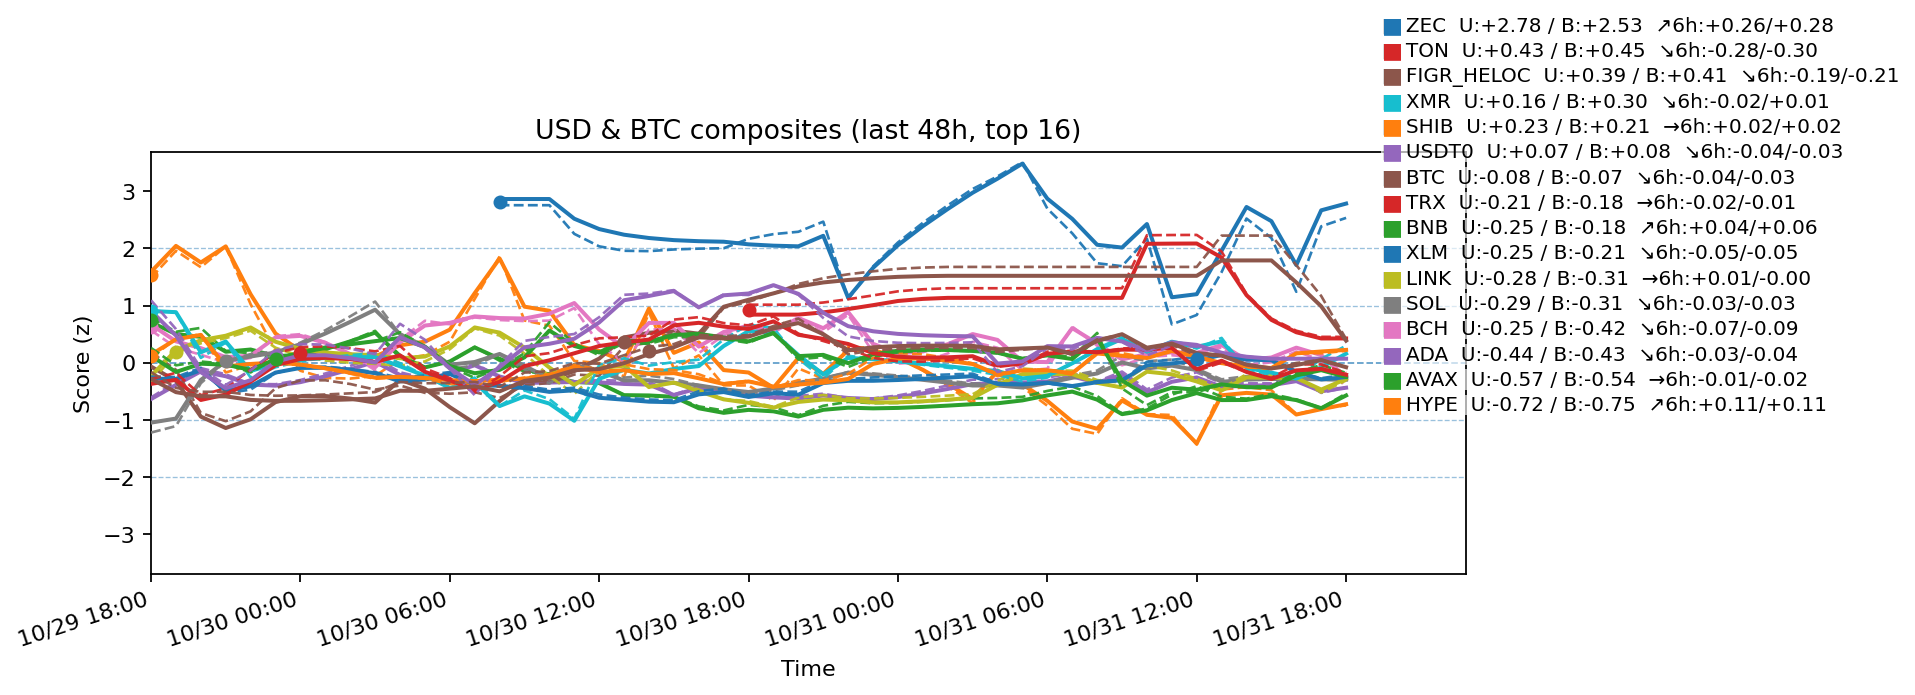 ZEC U:+2.78 / B:+2.53 ↗6h:+0.26/+0.28
TON U:+0.43 / B:+0.45 ↘6h:-0.28/-0.30
FIGR_HELOC U:+0.39 / B:+0.41 ↘6h:-0.19/-0.21
XMR U:+0.16 / B:+0.30 ↘6h:-0.02/+0.01
SHIB U:+0.23 / B:+0.21 →6h:+0.02/+0.02
USDT0 U:+0.07 / B:+0.08 ↘6h:-0.04/-0.03
BTC U:-0.08 / B:-0.07 ↘6h:-0.04/-0.03
TRX U:-0.21 / B:-0.18 →6h:-0.02/-0.01
BNB U:-0.25 / B:-0.18 ↗6h:+0.04/+0.06
XLM U:-0.25 / B:-0.21 ↘6h:-0.05/-0.05
LINK U:-0.28 / B:-0.31 →6h:+0.01/-0.00
SOL U:-0.29 / B:-0.31 ↘6h:-0.03/-0.03
BCH U:-0.25 / B:-0.42 ↘6h:-0.07/-0.09
ADA U:-0.44 / B:-0.43 ↘6h:-0.03/-0.04
AVAX U:-0.57 / B:-0.54 →6h:-0.01/-0.02
HYPE U:-0.72 / B:-0.75 ↗6h:+0.11/+0.11
USD & BTC composites (last 48h, top 16)
Score (z)
3
2
1
0
−1
−2
−3
10/29 18:00
10/30 00:00
10/30 06:00
10/30 12:00
10/30 18:00
10/31 00:00
10/31 06:00
10/31 12:00
10/31 18:00
Time